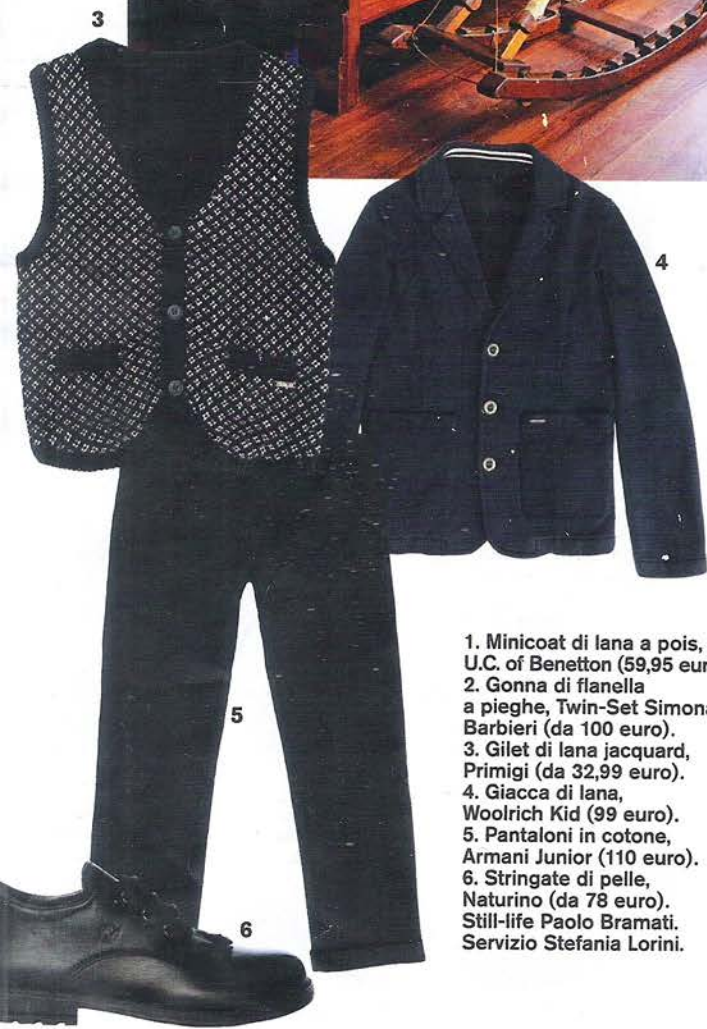 3
4
5
6
1. Minicoat di lana a pois,
U.C. of Benetton (59,95 eur
2. Gonna di flanella
a pieghe, Twin-Set Simona
Barbieri (da 100 euro).
3. Gilet di lana jacquard,
Primigi (da 32,99 euro).
4. Giacca di lana,
Woolrich Kid (99 euro).
5. Pantaloni in cotone,
Armani Junior (110 euro).
6. Stringate di pelle,
Naturino (da 78 euro).
Still-life Paolo Bramati.
Servizio Stefania Lorini.